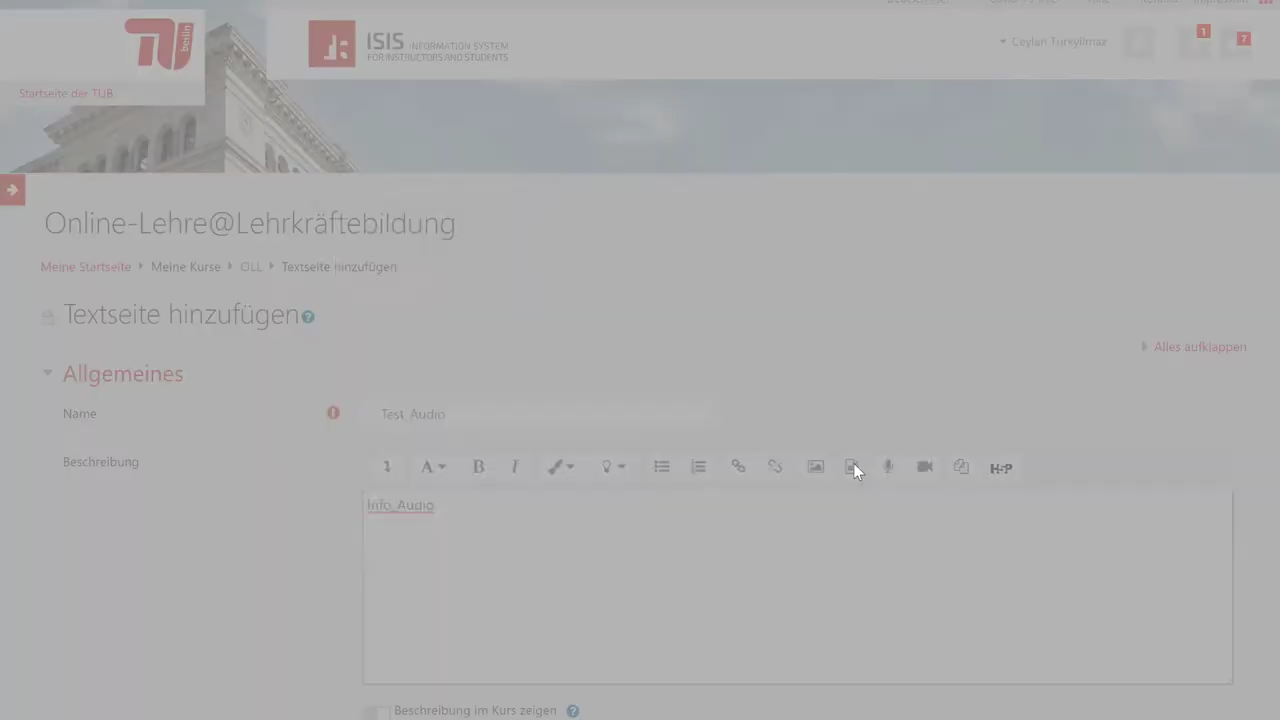 TU berlin
ISIS INFORMATION SYSTEM
FOR INSTRUCTORS AND STUDENTS
Ceylan Türkyilmaz
1
7
Startseite der TUB
Online-Lehre@Lehrkräftebildung
Meine Startseite Meine Kurse OLL Textseite hinzufügen
Textseite hinzufügen
Alles aufklappen
Allgemeines
Name
Test_Audio
Beschreibung
A B I H-P
Info_Audio
Beschreibung im Kurs zeigen